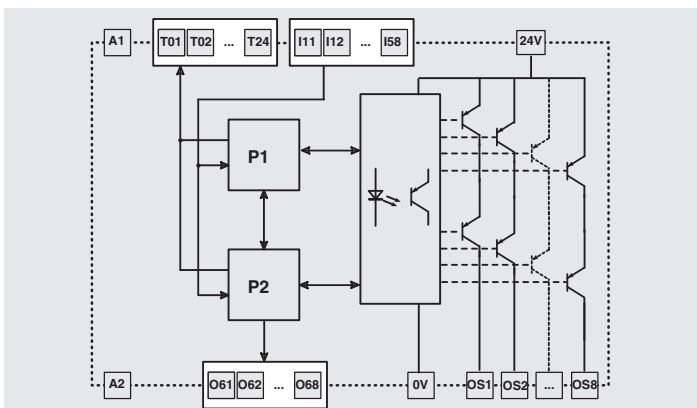 A1 T01 T02 ... T24 I11 I12 ... I58 24V
P1
P2
A2 O61 O62 ... O68 0V OS1 OS2 ... OS8